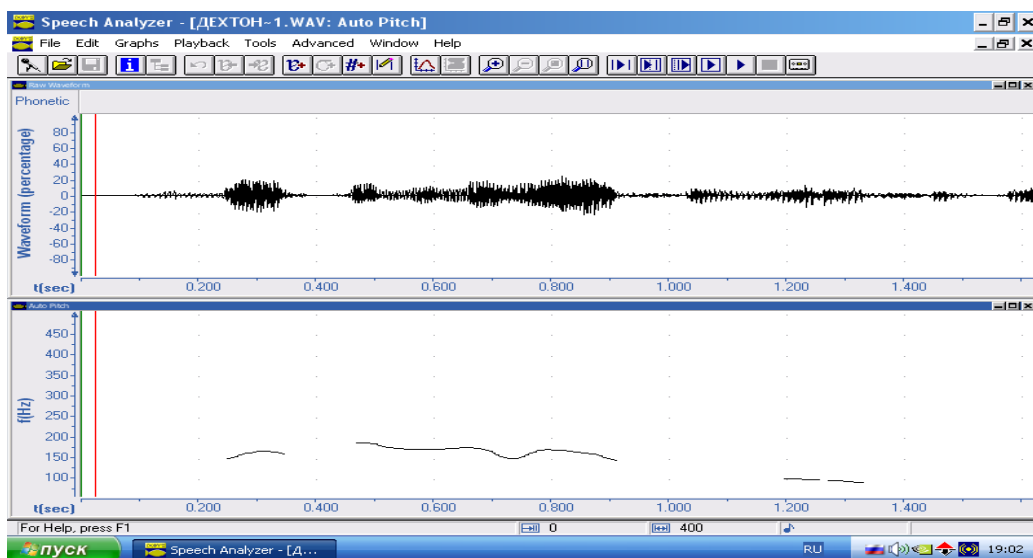 Speech Analyzer - [ДЕХТОН~1.WAV: Auto Pitch]
File Edit Graphs Playback Tools Advanced Window Help
Raw Waveform
Phonetic
Waveform (percentage)
80
60
40
20
0
-20
-40
-60
-80
t(sec) 0.200 0.400 0.600 0.800 1.000 1.200 1.400
Auto Pitch
f(Hz)
450
400
350
300
250
200
150
100
t(sec) 0.200 0.400 0.600 0.800 1.000 1.200 1.400
For Help, press F1 0 400
пуск Speech Analyzer - [Д... RU 19:02